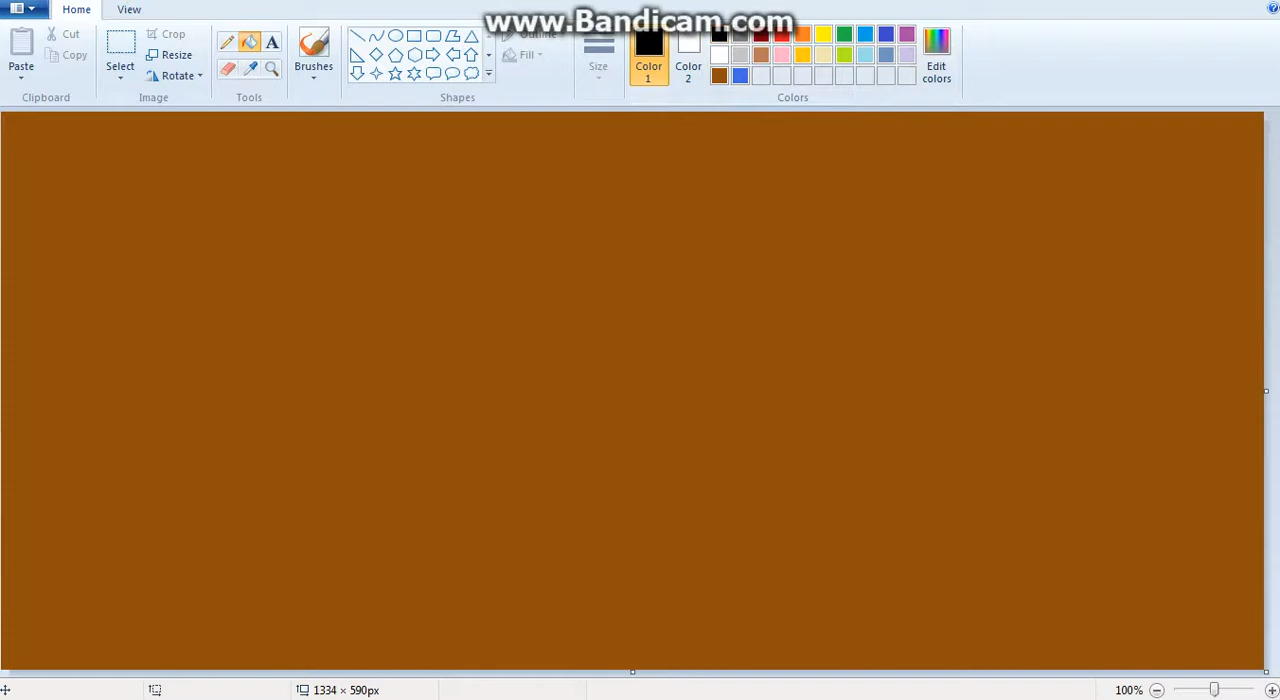 www.Bandicam.com
Home View
Paste
Cut
Copy
Clipboard
Select
Crop
Resize
Rotate
Image
A
Tools
Brushes
Outline
Fill
Shapes
Size
Color 1
Color 2
Edit colors
Colors
1334 × 590px
100%